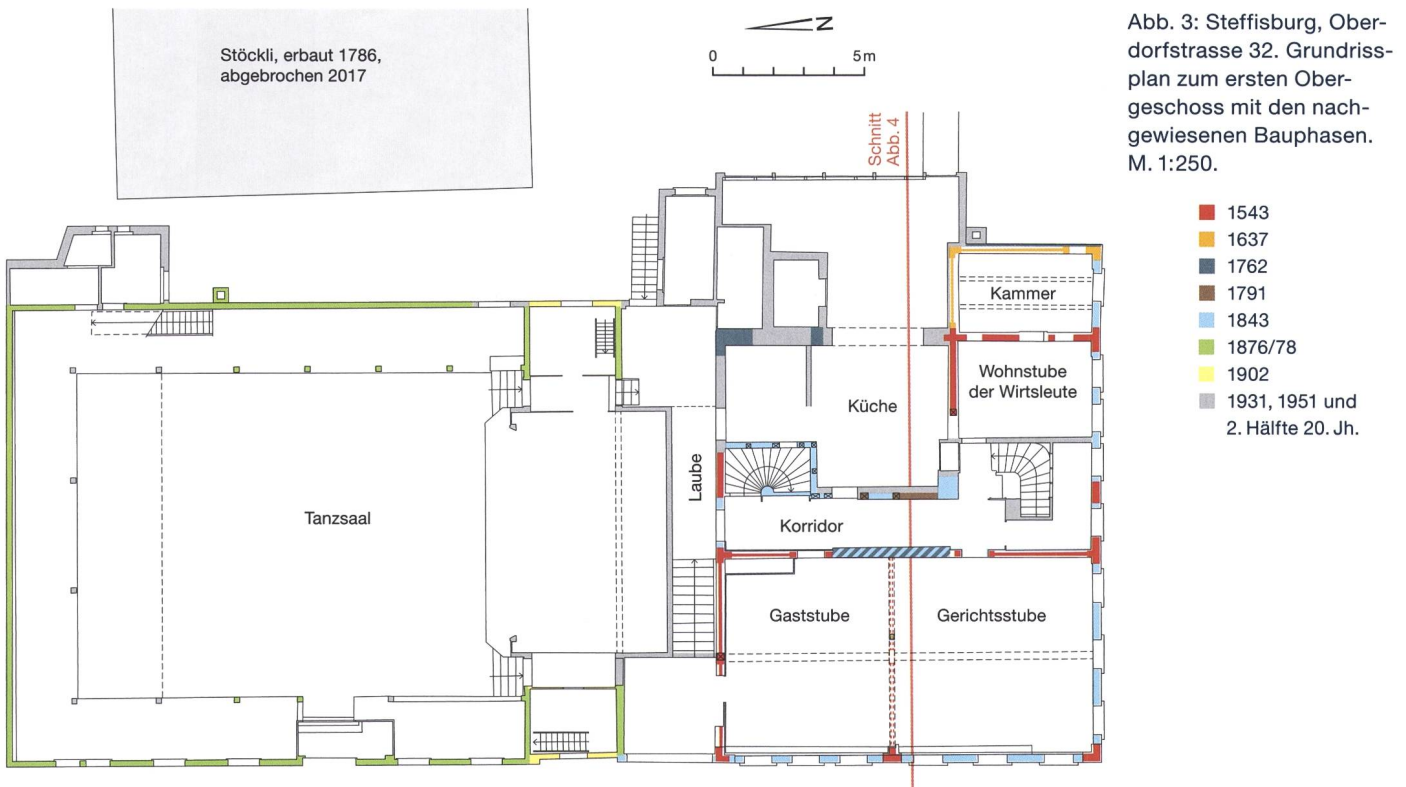 Stöckli, erbaut 1786,
abgebrochen 2017
N
0
5m
Schnitt
Abb. 4
Abb. 3: Steffisburg, Ober-
dorfstrasse 32. Grundriss-
plan zum ersten Ober-
geschoss mit den nach-
gewiesenen Bauphasen.
M. 1:250.
1543
1637
1762
1791
1843
1876/78
1902
1931, 1951 und
2. Hälfte 20. Jh.
Kammer
Wohnstube
der Wirtsleute
Küche
Laube
Tanzsaal
Korridor
Gaststube
Gerichtsstube